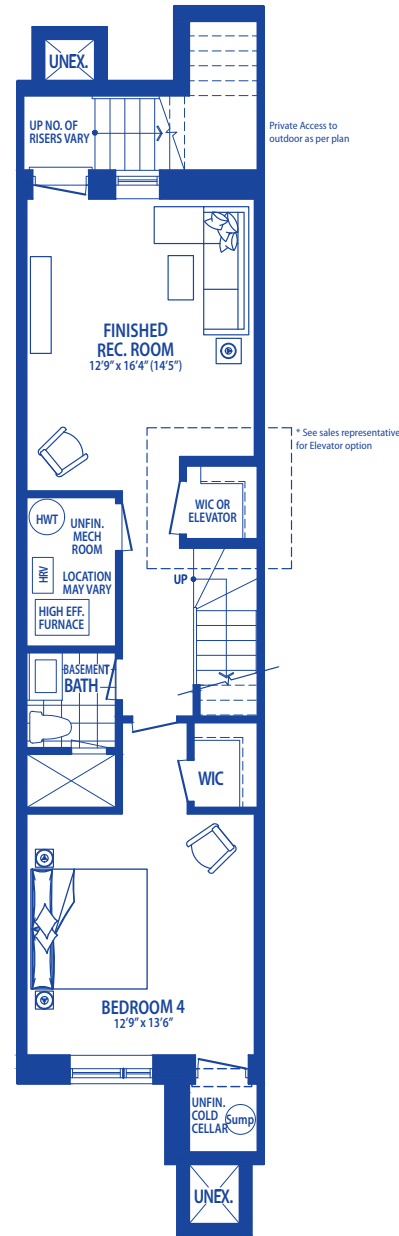 UNEX.
UP NO. OF
RISERS VARY
Private Access to
outdoor as per plan
FINISHED
REC. ROOM
12'9" x 16'4" (14'5")
* See sales representative
for Elevator option
WIC OR
ELEVATOR
HWT
UNFIN.
MECH
ROOM
HRV
LOCATION
MAY VARY
HIGH EFF.
FURNACE
UP
BASEMENT
BATH
WIC
BEDROOM 4
12'9" x 13'6"
UNFIN.
COLD
CELLAR
Sump
UNEX.